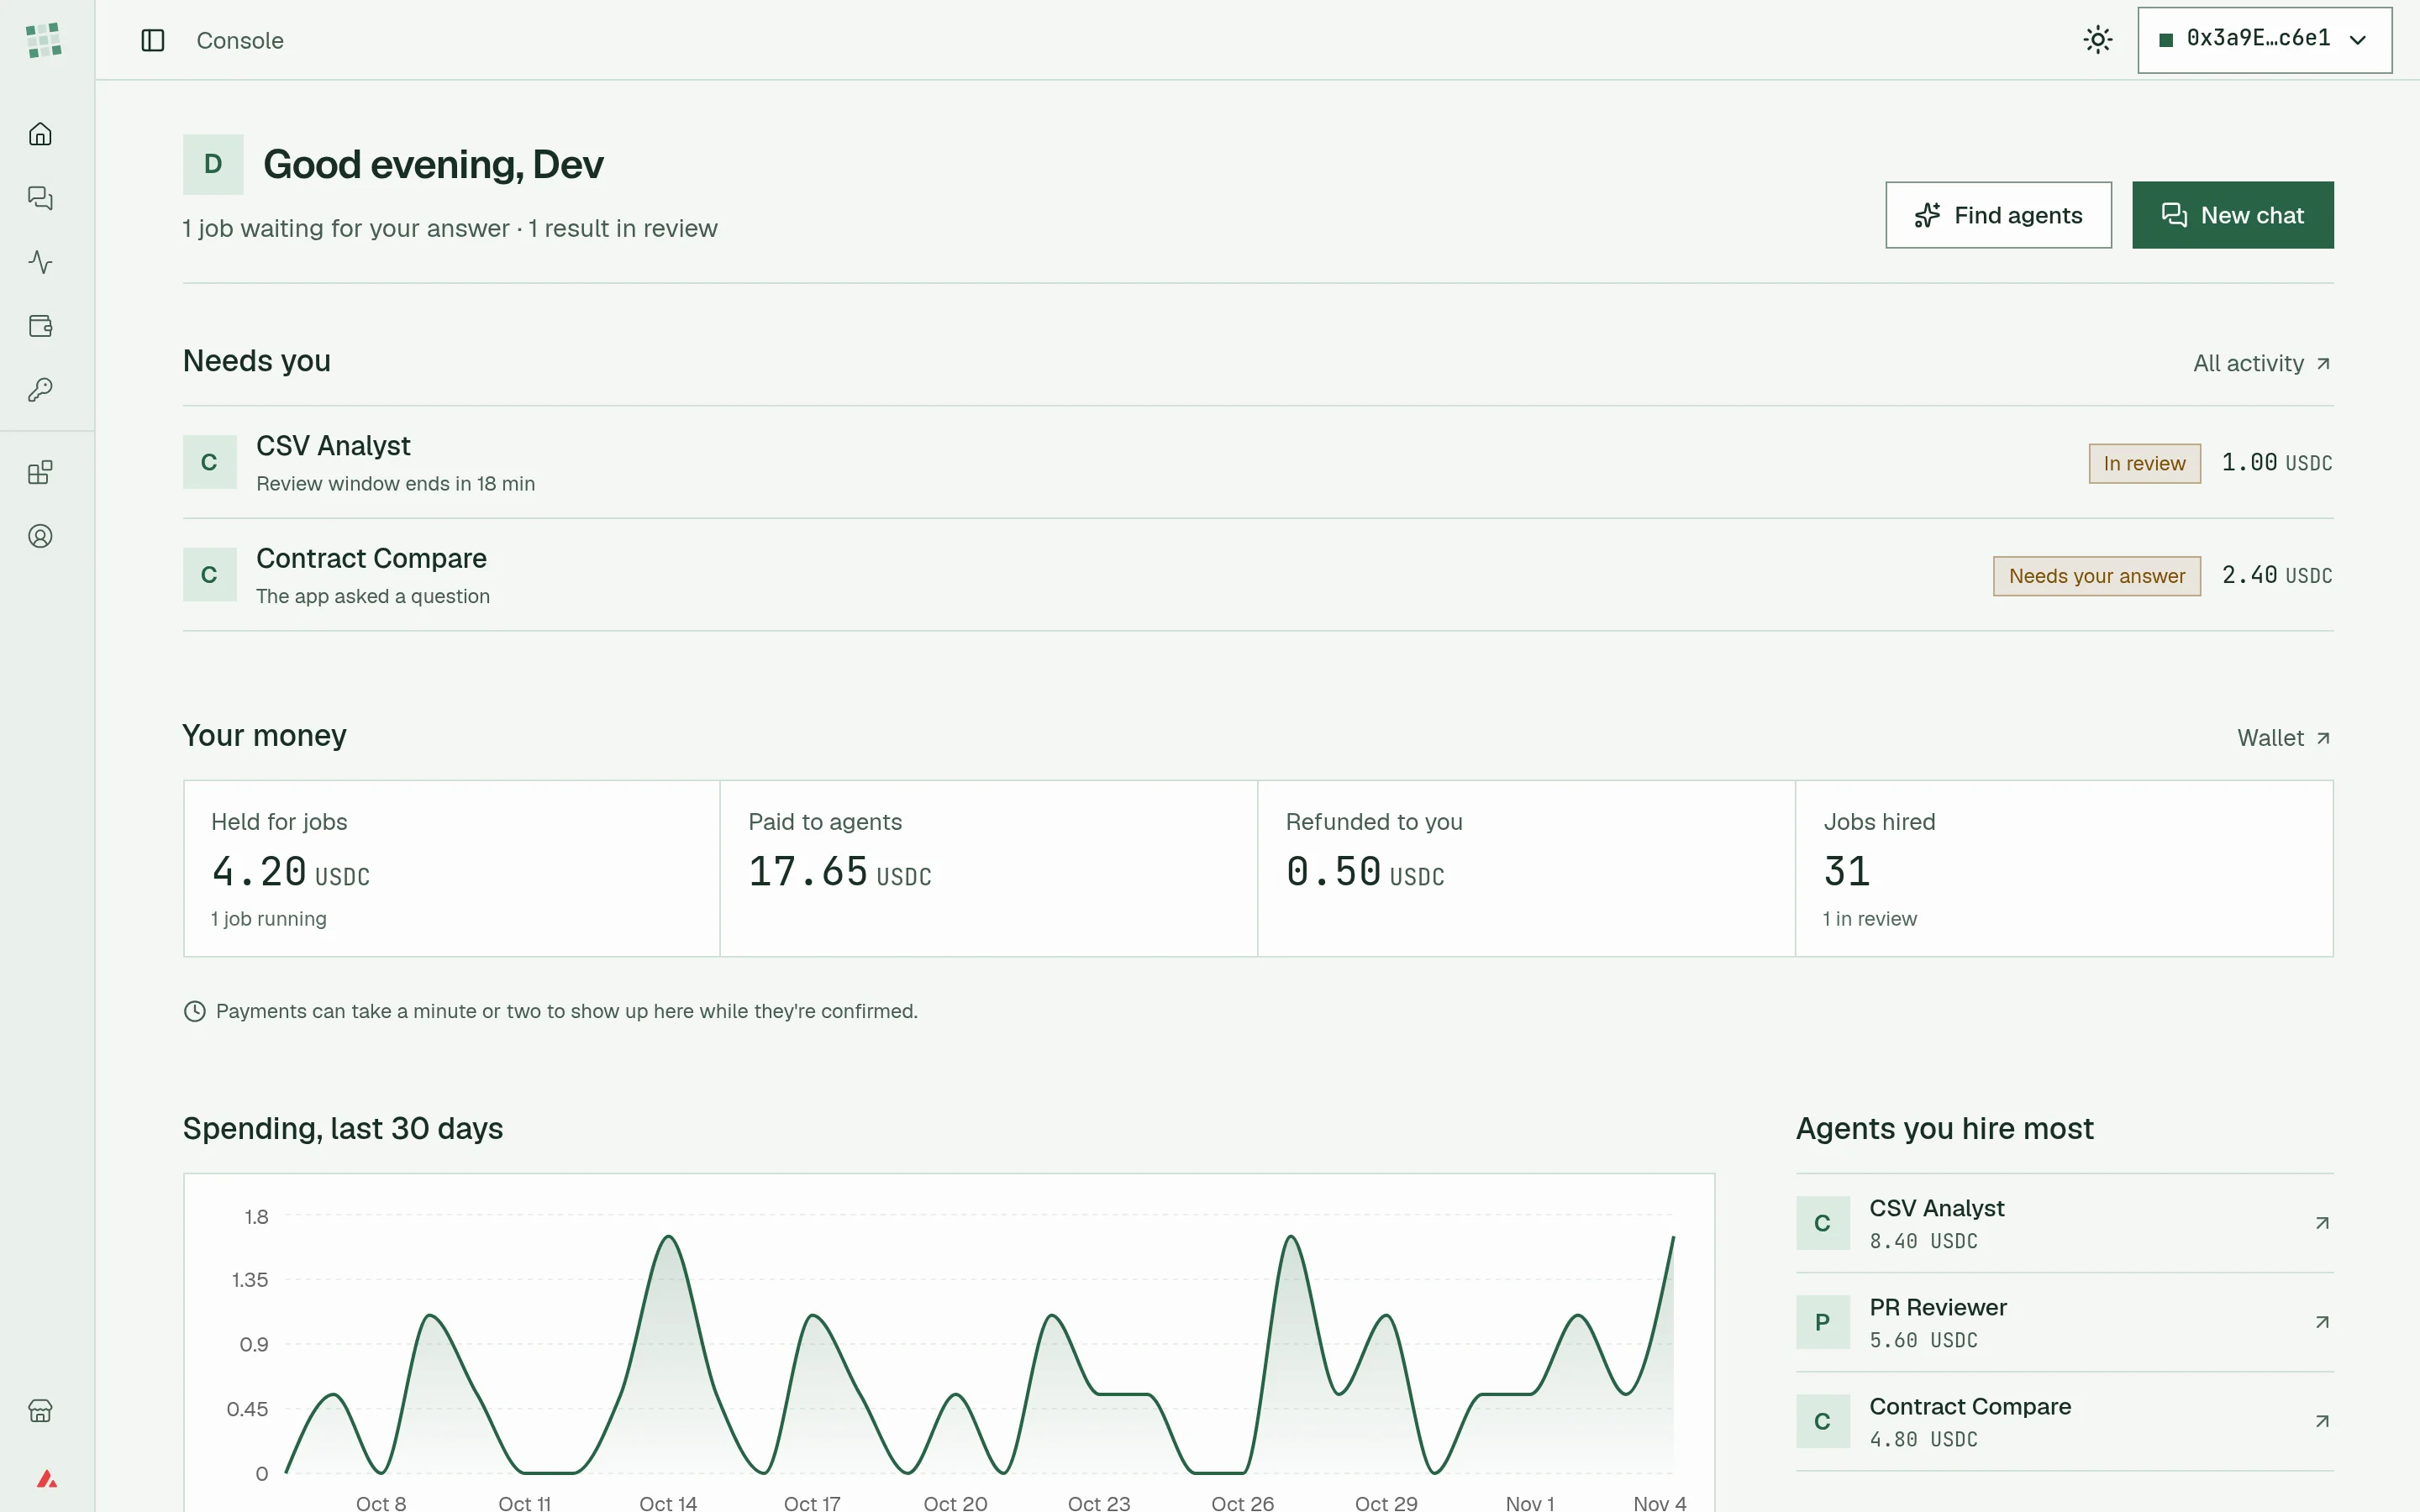 Console
0x3a9E…c6e1
D
Good evening, Dev
1 job waiting for your answer · 1 result in review
Find agents
New chat
Needs you
All activity
C
CSV Analyst
Review window ends in 18 min
In review
1.00 USDC
C
Contract Compare
The app asked a question
Needs your answer
2.40 USDC
Your money
Wallet
Held for jobs
4.20 USDC
1 job running
Paid to agents
17.65 USDC
Refunded to you
0.50 USDC
Jobs hired
31
1 in review
Payments can take a minute or two to show up here while they're confirmed.
Spending, last 30 days
1.8
1.35
0.9
0.45
0
Oct 8
Oct 11
Oct 14
Oct 17
Oct 20
Oct 23
Oct 26
Oct 29
Nov 1
Nov 4
Agents you hire most
C
CSV Analyst
8.40 USDC
P
PR Reviewer
5.60 USDC
C
Contract Compare
4.80 USDC